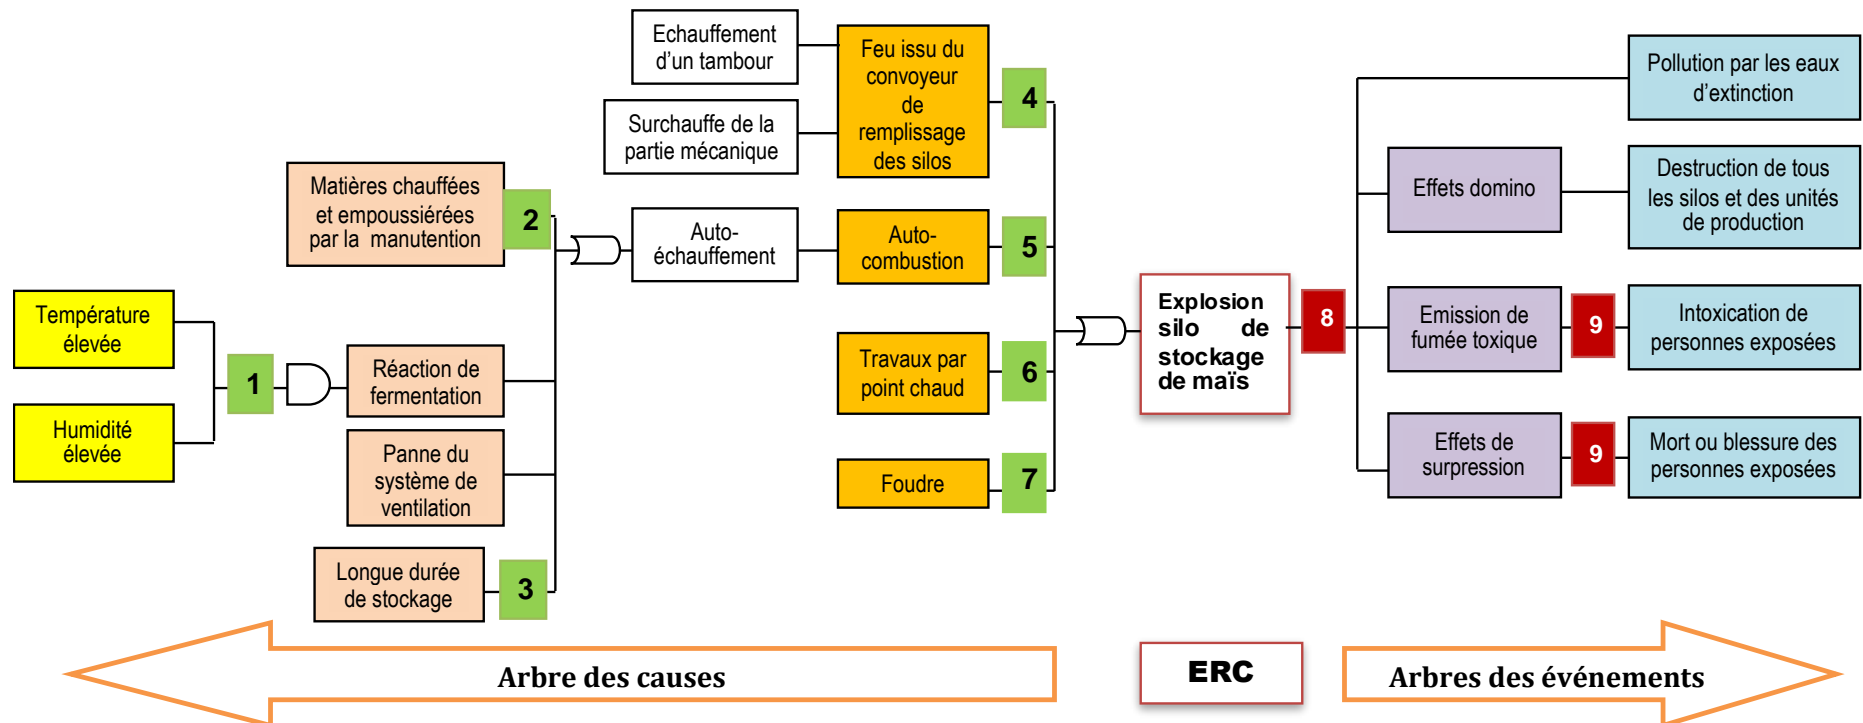 Echauffement
d'un tambour
Surchauffe de la
partie mécanique
Feu issu du
convoyeur
de
remplissage
des silos
4
Matières chauffées
et empoussiérées
par la manutention
2
Auto-
échauffement
Auto-
combustion
5
Température
élevée
Humidité
élevée
1
Réaction de
fermentation
Panne du
système de
ventilation
Longue durée
de stockage
3
Travaux par
point chaud
6
Foudre
7
Explosion
silo de
stockage
de maïs
8
Pollution par les eaux
d'extinction
Effets domino
Destruction de tous
les silos et des unités
de production
Emission de
fumée toxique
9
Intoxication de
personnes exposées
Effets de
surpression
9
Mort ou blessure des
personnes exposées
Arbre des causes
ERC
Arbres des événements